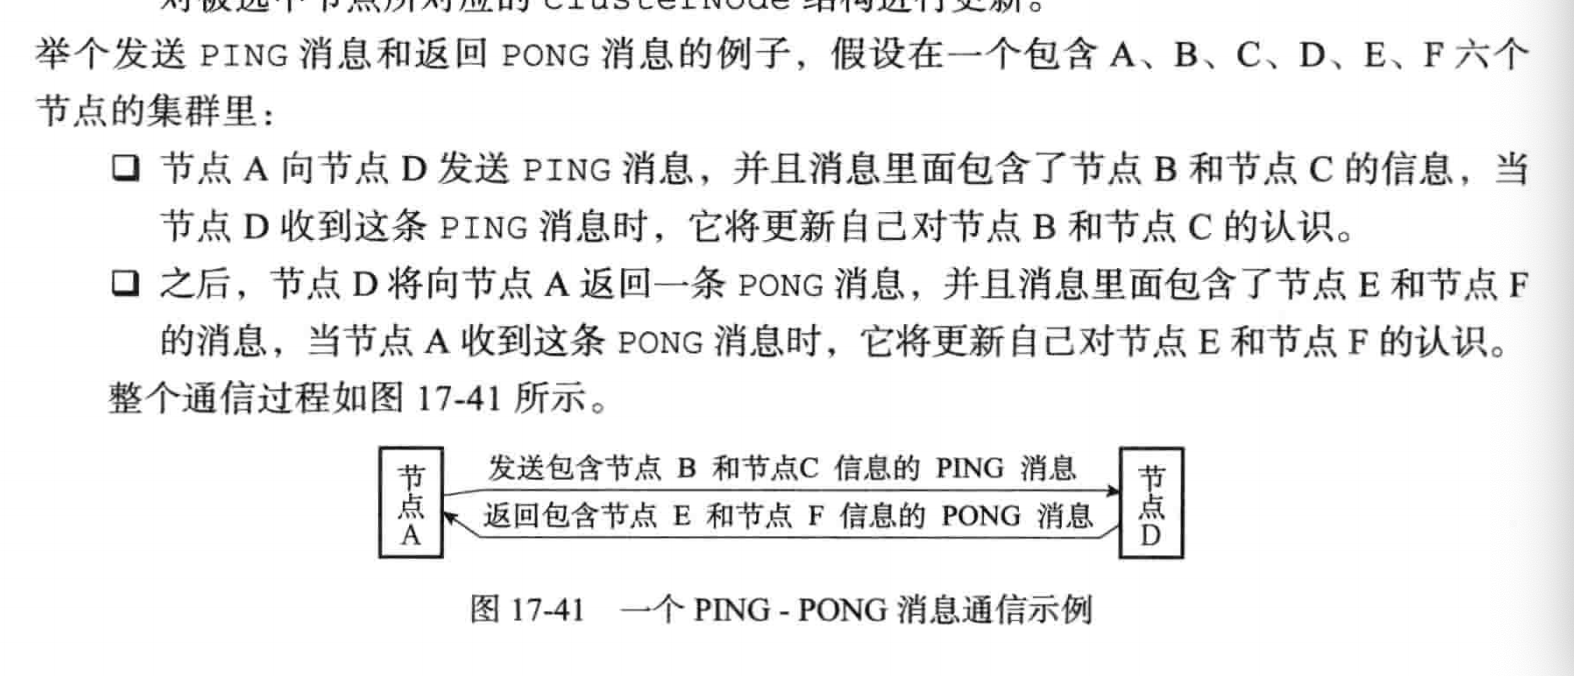 对被选中节点所对应的 clusterNode 结构进行更新。
举个发送 PING 消息和返回 PONG 消息的例子，假设在一个包含 A、B、C、D、E、F 六个
节点的集群里：
❑ 节点 A 向节点 D 发送 PING 消息，并且消息里面包含了节点 B 和节点 C 的信息，当
节点 D 收到这条 PING 消息时，它将更新自己对节点 B 和节点 C 的认识。
❑ 之后，节点 D 将向节点 A 返回一条 PONG 消息，并且消息里面包含了节点 E 和节点 F
的消息，当节点 A 收到这条 PONG 消息时，它将更新自己对节点 E 和节点 F 的认识。
整个通信过程如图 17-41 所示。
节点A
发送包含节点 B 和节点C 信息的 PING 消息
返回包含节点 E 和节点 F 信息的 PONG 消息
节点D
图 17-41 一个 PING - PONG 消息通信示例